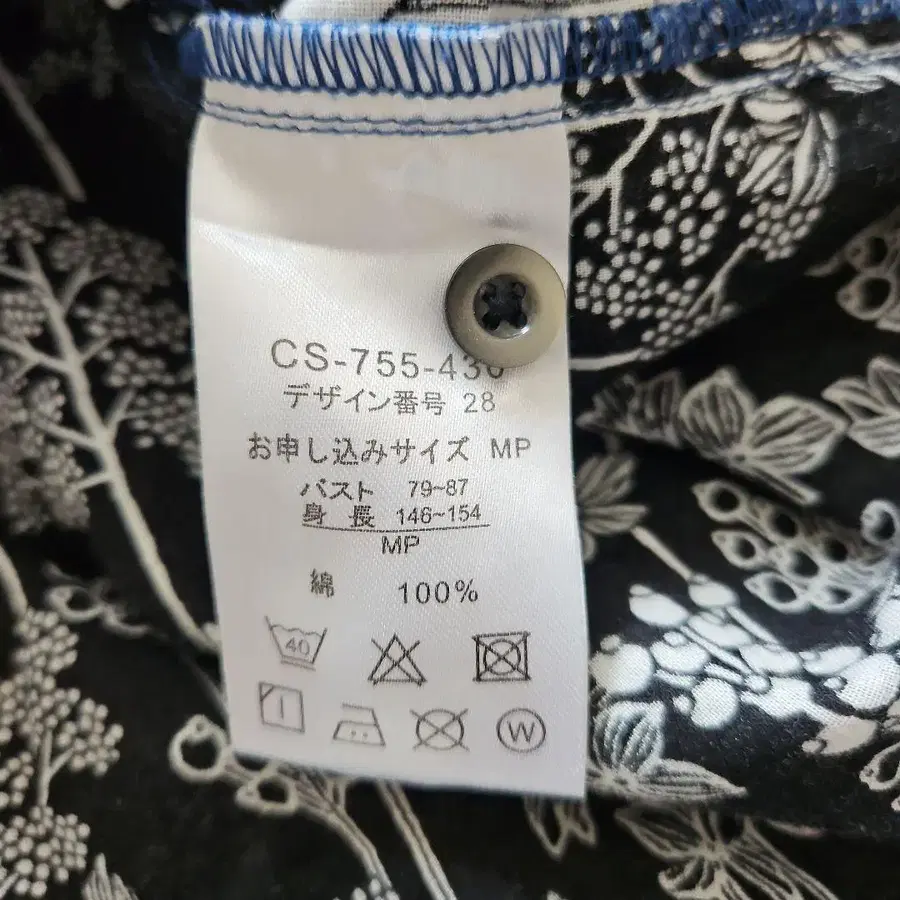 CS-755-430
デザイン番号 28
お申し込みサイズ MP
バスト 79~87
身長 146~154
MP
綿 100%
40
W